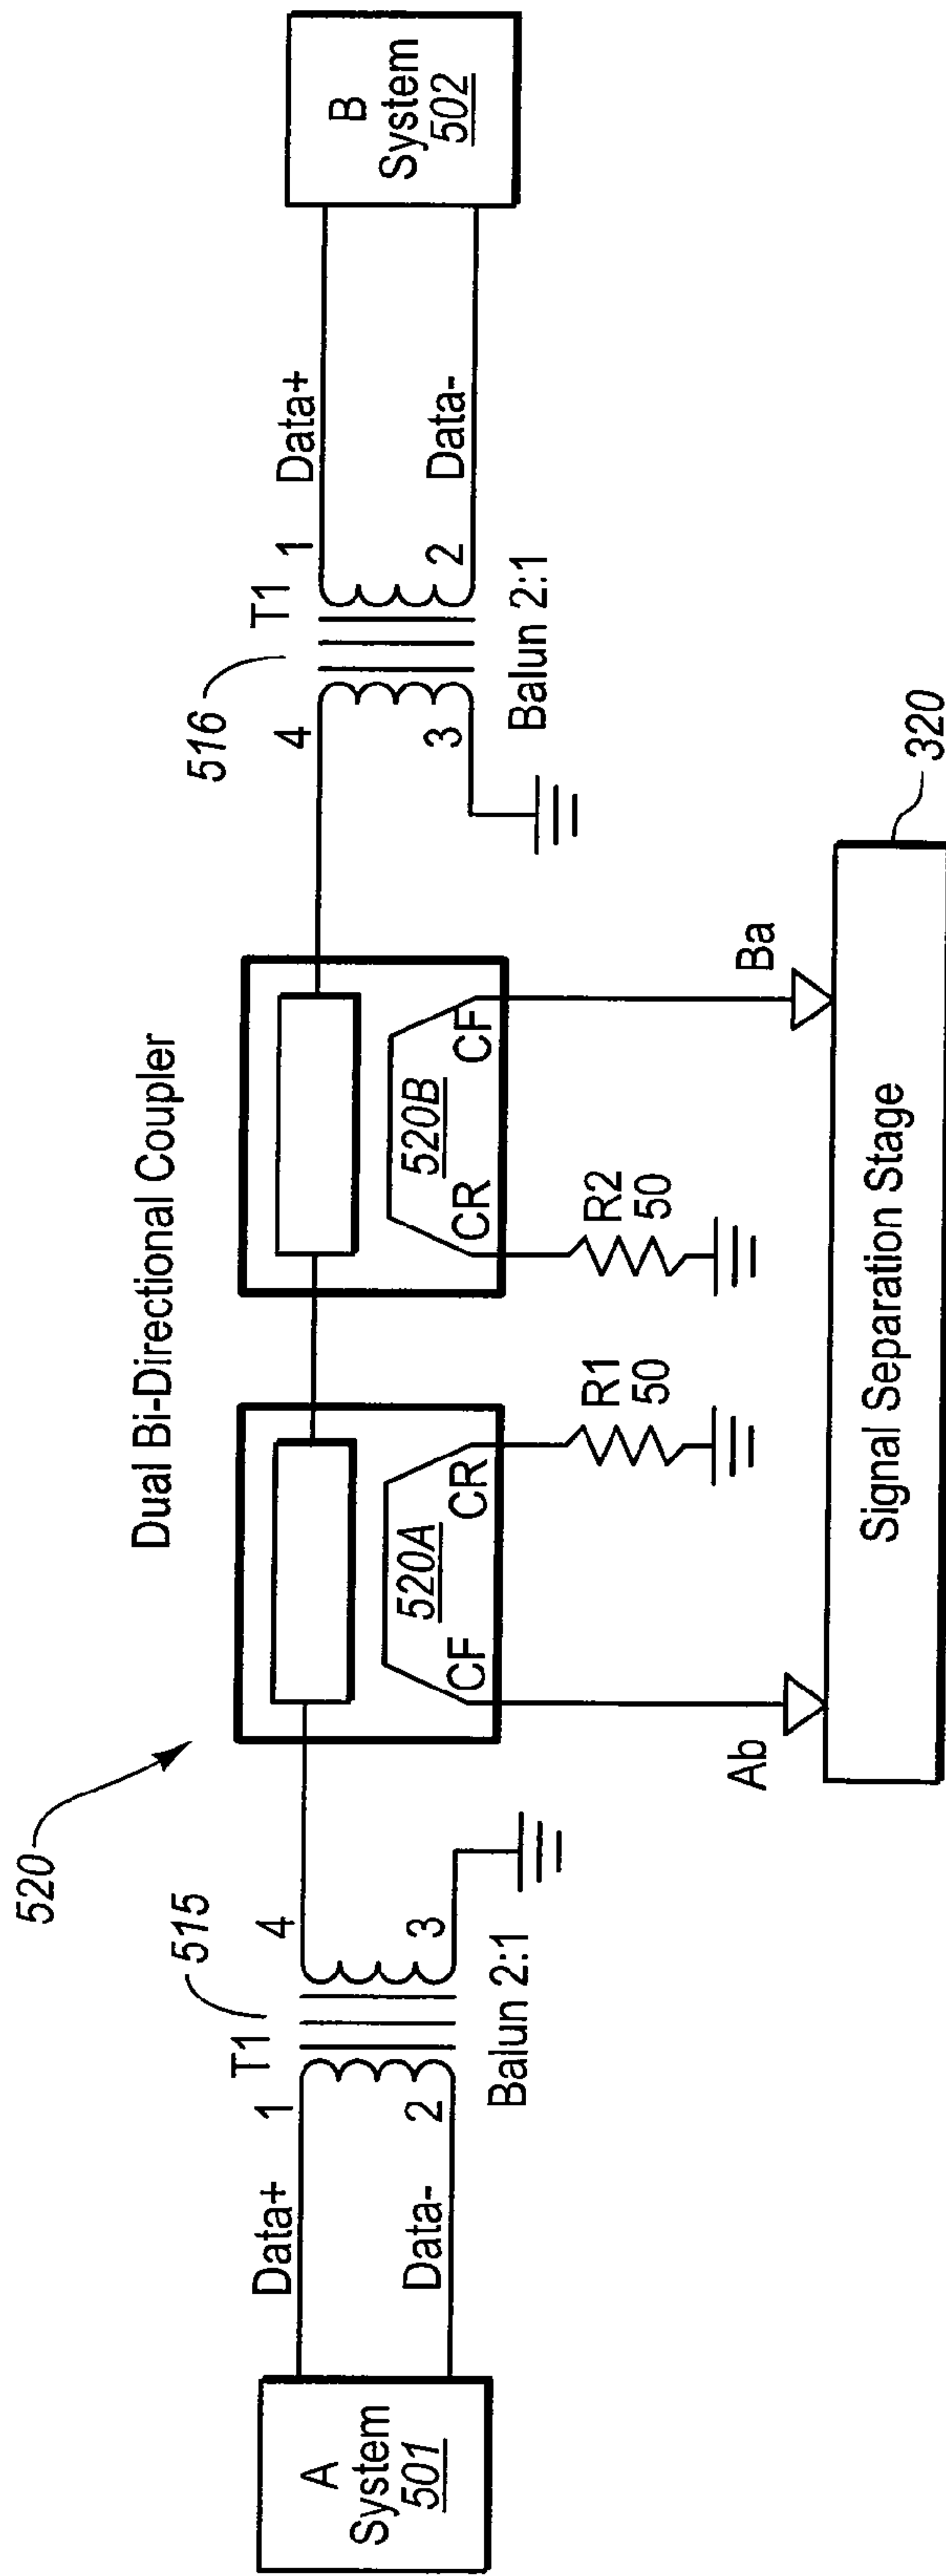 Dual Bi-Directional Coupler
520
515
516
T1
T1
A
System
501
Data+
Data-
1
2
4
3
Balun 2:1
520A
CF
CR
520B
CR
CF
R1
50
R2
50
4
3
1
2
Balun 2:1
Data+
Data-
B
System
502
Ab
Ba
Signal Separation Stage
320